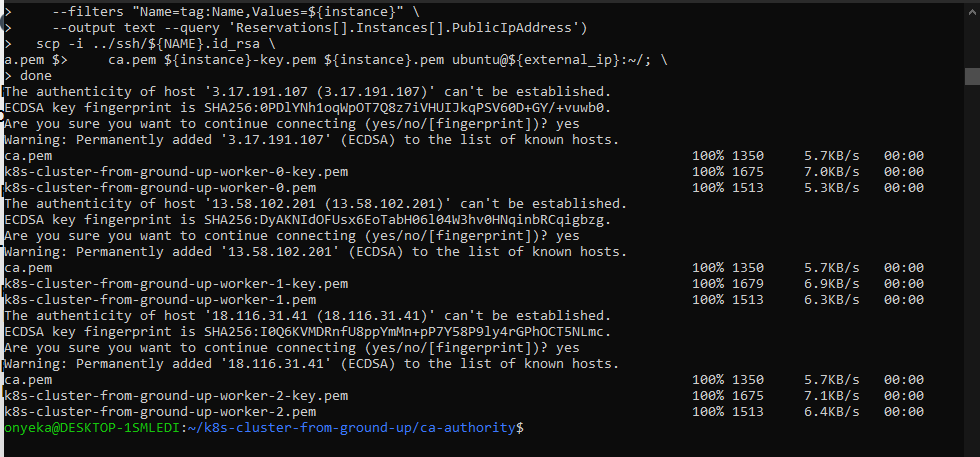 >     --filters "Name=tag:Name,Values=${instance}" \
>     --output text --query 'Reservations[].Instances[].PublicIpAddress')
>   scp -i ../ssh/${NAME}.id_rsa \
a.pem $>     ca.pem ${instance}-key.pem ${instance}.pem ubuntu@${external_ip}:~/; \
> done
The authenticity of host '3.17.191.107 (3.17.191.107)' can't be established.
ECDSA key fingerprint is SHA256:0PDlYNh1oqWpOT7Q8z7iVHUIJkqPSV60D+GY/+vuwb0.
Are you sure you want to continue connecting (yes/no/[fingerprint])? yes
Warning: Permanently added '3.17.191.107' (ECDSA) to the list of known hosts.
ca.pem 100% 1350 5.7KB/s 00:00
k8s-cluster-from-ground-up-worker-0-key.pem 100% 1675 7.0KB/s 00:00
k8s-cluster-from-ground-up-worker-0.pem 100% 1513 5.3KB/s 00:00
The authenticity of host '13.58.102.201 (13.58.102.201)' can't be established.
ECDSA key fingerprint is SHA256:DyAKNIdOFUsx6EoTabH06l04W3hv0HNqinbRCqigbzg.
Are you sure you want to continue connecting (yes/no/[fingerprint])? yes
Warning: Permanently added '13.58.102.201' (ECDSA) to the list of known hosts.
ca.pem 100% 1350 5.7KB/s 00:00
k8s-cluster-from-ground-up-worker-1-key.pem 100% 1679 6.9KB/s 00:00
k8s-cluster-from-ground-up-worker-1.pem 100% 1513 6.3KB/s 00:00
The authenticity of host '18.116.31.41 (18.116.31.41)' can't be established.
ECDSA key fingerprint is SHA256:I0Q6KVMDRnfU8ppYmMn+pP7Y58P9ly4rGPhOCT5NLmc.
Are you sure you want to continue connecting (yes/no/[fingerprint])? yes
Warning: Permanently added '18.116.31.41' (ECDSA) to the list of known hosts.
ca.pem 100% 1350 5.7KB/s 00:00
k8s-cluster-from-ground-up-worker-2-key.pem 100% 1675 7.1KB/s 00:00
k8s-cluster-from-ground-up-worker-2.pem 100% 1513 6.4KB/s 00:00
onyeka@DESKTOP-1SMLEDI:~/k8s-cluster-from-ground-up/ca-authority$